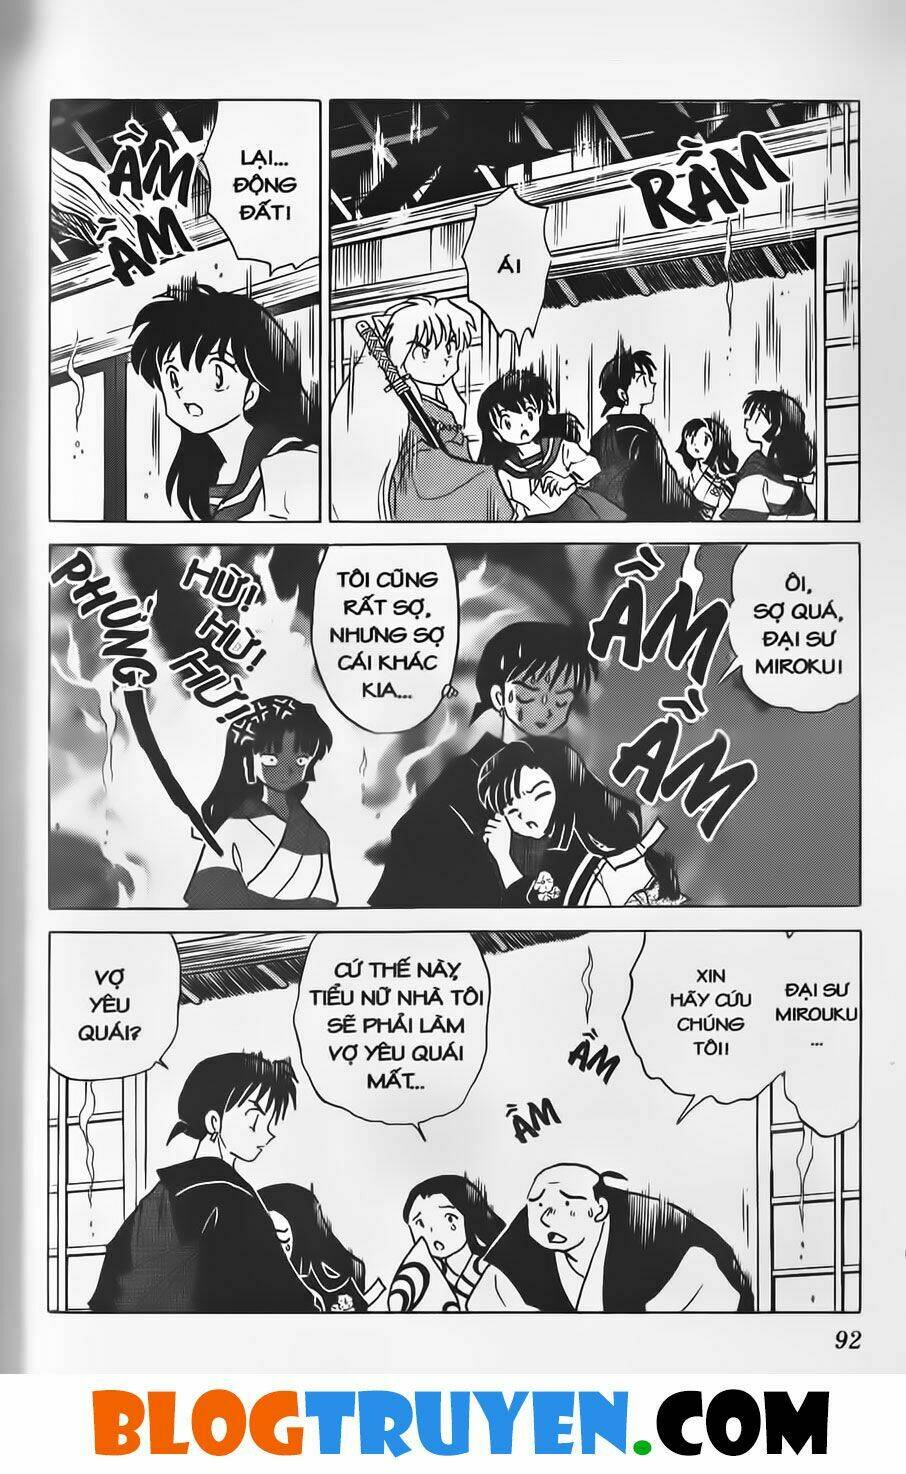 RẦM
ÁI
LẠI...
ĐỘNG
ĐẤT!
ẦM
ẦM
ÔI,
SỢ QUÁ,
ĐẠI SƯ
MIROKU!
ẦM
ẦM
TÔI CŨNG
RẤT SỢ,
NHƯNG SỢ
CÁI KHÁC
KIA...
HỪ!
HỪ!
HỪ!
PHỪNG
ĐẠI SƯ
MIROUKU
...
XIN
HÃY CỨU
CHÚNG
TÔI!
ẦM
ẦM
CỨ THẾ NÀY,
TIỂU NỮ NHÀ TÔI
SẼ PHẢI LÀM
VỢ YÊU QUÁI
MẤT...
VỢ
YÊU
QUÁI?
92
BLOGTRUYEN.COM